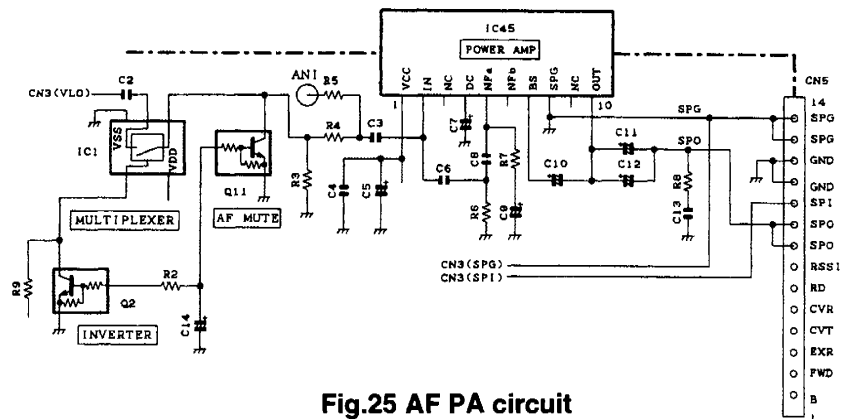 IC45
POWER AMP
VCC
IN
NC
DC
NFa
NFb
BS
SPG
NC
OUT
1
10
CN5
14
SPG
SPG
GND
GND
SPI
SPO
SPO
RSSI
RD
CVR
CVT
EXR
FWD
B
1
CN3(VLO)
C2
ANI
R5
R4
C3
IC1
VSS
VDD
MULTIPLEXER
Q11
AF MUTE
R3
C4
C5
C6
C7
C8
R6
R7
C9
C10
C11
C12
SPG
SPO
R8
C13
CN3(SPG)
CN3(SPI)
R9
Q2
INVERTER
R2
C14
Fig.25 AF PA circuit